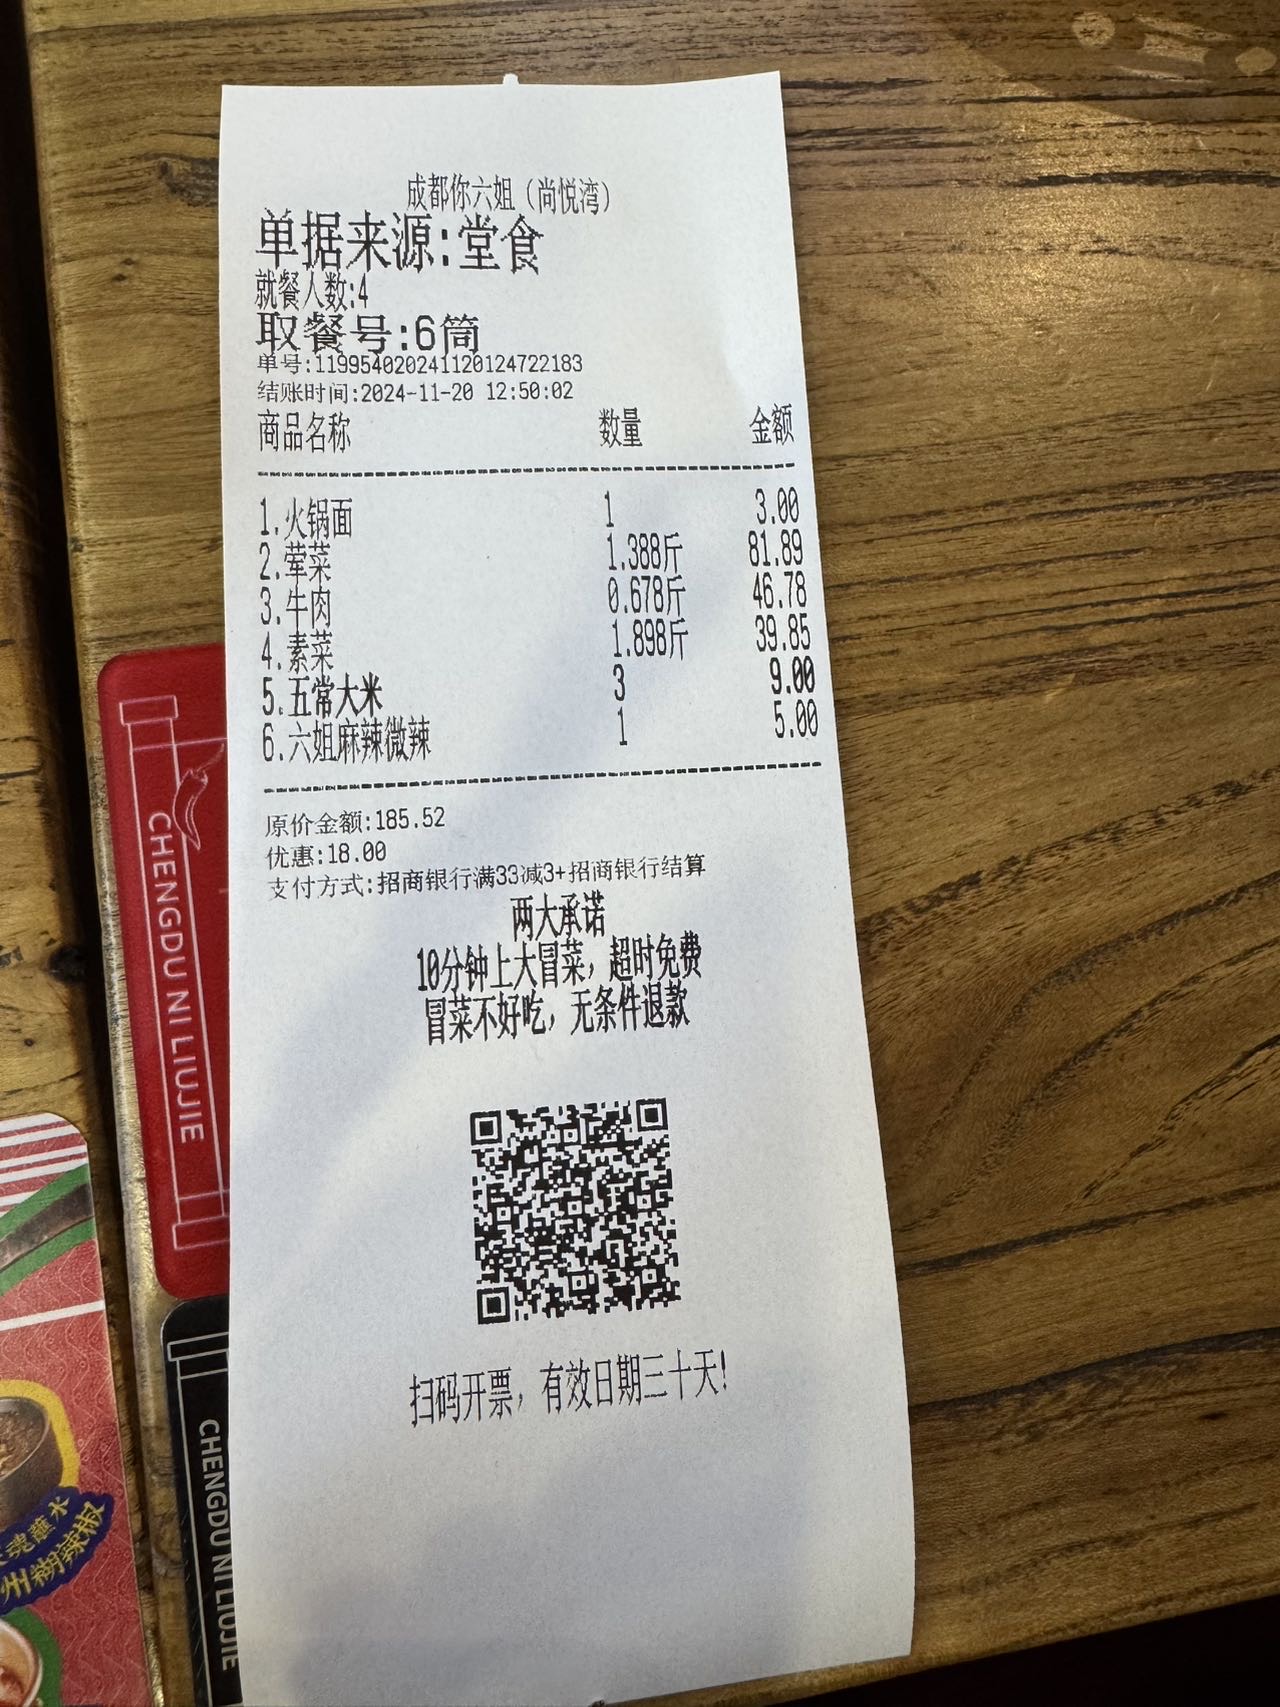 成都你六姐（尚悦湾）
单据来源:堂食
就餐人数:4
取餐号:6筒
单号:11995402024112012472​2183
结账时间:2024-11-20 12:50:02
商品名称 数量 金额
1.火锅面 1 3.00
2.荤菜 1.388斤 81.89
3.牛肉 0.678斤 46.78
4.素菜 1.898斤 39.85
5.五常大米 3 9.00
6.六姐麻辣微辣 1 5.00
原价金额:185.52
优惠:18.00
支付方式:招商银行满33减3+招商银行结算
两大承诺
10分钟上大冒菜，超时免费
冒菜不好吃，无条件退款
扫码开票，有效日期三十天!
CHENGDU NI LIUJIE
CHENGDU NI LIUJIE
魂蘸水
糊辣椒